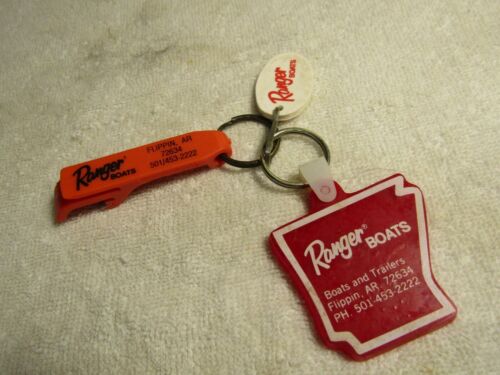 Ranger
BOATS
Ranger® BOATS
FLIPPIN, AR
72634
501/453-2222
Ranger® BOATS
Boats and Trailers
Flippin, AR. 72634
PH. 501-453-2222